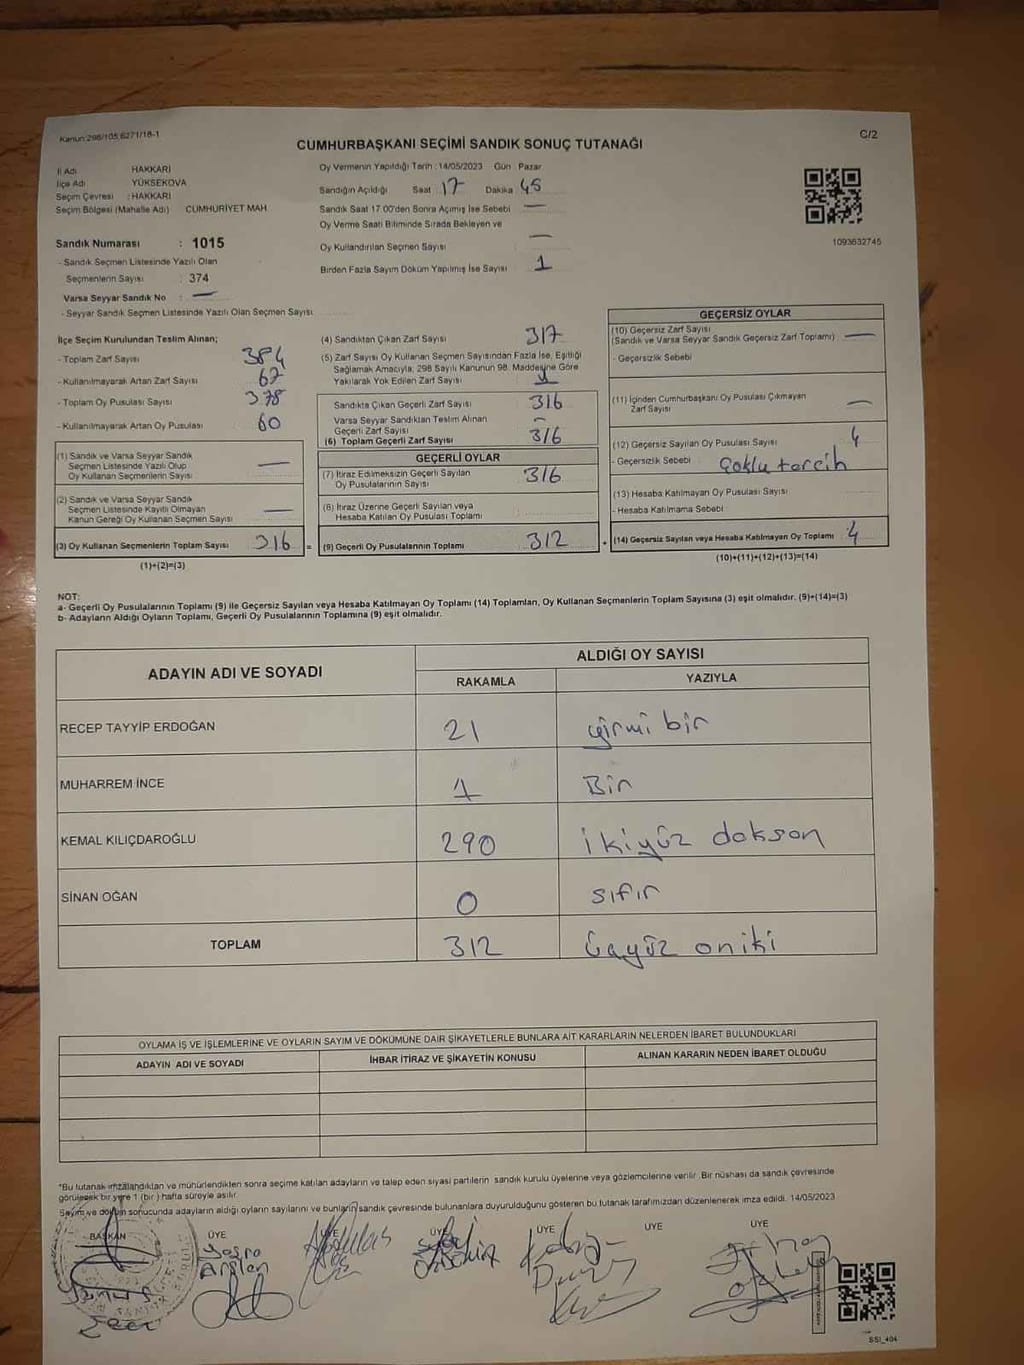 Kanun:298/105;6271/18-1
C/2
CUMHURBAŞKANI SEÇİMİ SANDIK SONUÇ TUTANAĞI
İl Adı HAKKARİ
İlçe Adı YÜKSEKOVA
Seçim Çevresi : HAKKARİ
Seçim Bölgesi (Mahalle Adı) CUMHURİYET MAH.
Sandık Numarası : 1015
- Sandık Seçmen Listesinde Yazılı Olan
Seçmenlerin Sayısı : 374
Varsa Seyyar Sandık No : —
- Seyyar Sandık Seçmen Listesinde Yazılı Olan Seçmen Sayısı
Oy Vermenin Yapıldığı Tarih : 14/05/2023 Gün : Pazar
Sandığın Açıldığı Saat : 17 Dakika : 45
Sandık Saat 17.00'den Sonra Açımış İse Sebebi —
Oy Verme Saati Bitiminde Sırada Bekleyen ve
Oy Kullandırılan Seçmen Sayısı —
Birden Fazla Sayım Döküm Yapılmış İse Sayısı 1
1093632745
İlçe Seçim Kurulundan Teslim Alınan;
- Toplam Zarf Sayısı 384
- Kullanılmayarak Artan Zarf Sayısı 67
- Toplam Oy Pusulası Sayısı 378
- Kullanılmayarak Artan Oy Pusulası 60
(1) Sandık ve Varsa Seyyar Sandık
Seçmen Listesinde Yazılı Olup
Oy Kullanan Seçmenlerin Sayısı —
(2) Sandık ve Varsa Seyyar Sandık
Seçmen Listesinde Kayıtlı Olmayan
Kanun Gereği Oy Kullanan Seçmen Sayısı —
(3) Oy Kullanan Seçmenlerin Toplam Sayısı 316 =
(1)+(2)=(3)
(4) Sandıktan Çıkan Zarf Sayısı 317
(5) Zarf Sayısı Oy Kullanan Seçmen Sayısından Fazla İse, Eşitliği
Sağlamak Amacıyla, 298 Sayılı Kanunun 98. Maddesine Göre
Yakılarak Yok Edilen Zarf Sayısı 1
Sandıkta Çıkan Geçerli Zarf Sayısı 316
Varsa Seyyar Sandıktan Teslim Alınan
Geçerli Zarf Sayısı —
(6) Toplam Geçerli Zarf Sayısı 316
GEÇERLİ OYLAR
(7) İtiraz Edilmeksizin Geçerli Sayılan
Oy Pusulalarının Sayısı 316
(8) İtiraz Üzerine Geçerli Sayılan veya
Hesaba Katılan Oy Pusulası Toplamı
(9) Geçerli Oy Pusulalarının Toplamı 312 +
GEÇERSİZ OYLAR
(10) Geçersiz Zarf Sayısı
(Sandık ve Varsa Seyyar Sandık Geçersiz Zarf Toplamı) —
- Geçersizlik Sebebi
(11) İçinden Cumhurbaşkanı Oy Pusulası Çıkmayan
Zarf Sayısı —
(12) Geçersiz Sayılan Oy Pusulası Sayısı 4
- Geçersizlik Sebebi çoklu tercih
(13) Hesaba Katılmayan Oy Pusulası Sayısı
- Hesaba Katılmama Sebebi
(14) Geçersiz Sayılan veya Hesaba Katılmayan Oy Toplamı 4
(10)+(11)+(12)+(13)=(14)
NOT:
a- Geçerli Oy Pusulalarının Toplamı (9) ile Geçersiz Sayılan veya Hesaba Katılmayan Oy Toplamı (14) Toplamları, Oy Kullanan Seçmenlerin Toplam Sayısına (3) eşit olmalıdır. (9)+(14)=(3)
b- Adayların Aldığı Oyların Toplamı, Geçerli Oy Pusulalarının Toplamına (9) eşit olmalıdır.
ADAYIN ADI VE SOYADI ALDIĞI OY SAYISI
RAKAMLA YAZIYLA
RECEP TAYYİP ERDOĞAN 21 yirmi bir
MUHARREM İNCE 1 Bir
KEMAL KILIÇDAROĞLU 290 ikiyüz dokson
SİNAN OĞAN 0 sıfır
TOPLAM 312 üçyüz oniki
OYLAMA İŞ VE İŞLEMLERİNE VE OYLARIN SAYIM VE DÖKÜMÜNE DAİR ŞİKAYETLERLE BUNLARA AİT KARARLARIN NELERDEN İBARET BULUNDUKLARI
ADAYIN ADI VE SOYADI İHBAR İTİRAZ VE ŞİKAYETİN KONUSU ALINAN KARARIN NEDEN İBARET OLDUĞU
*Bu tutanak imzalandıktan ve mühürlendikten sonra seçime katılan adayların ve talep eden siyasi partilerin sandık kurulu üyelerine veya gözlemcilerine verilir. Bir nüshası da sandık çevresinde
görülecek bir yere 1 (bir ) hafta süreyle asılır.
Sayım ve döküm sonucunda adayların aldığı oyların sayılarını ve bunların sandık çevresinde bulunanlara duyurulduğunu gösteren bu tutanak tarafımızdan düzenlenerek imza edildi. 14/05/2023
BAŞKAN ÜYE ÜYE ÜYE ÜYE ÜYE
Arslan
SSI_404